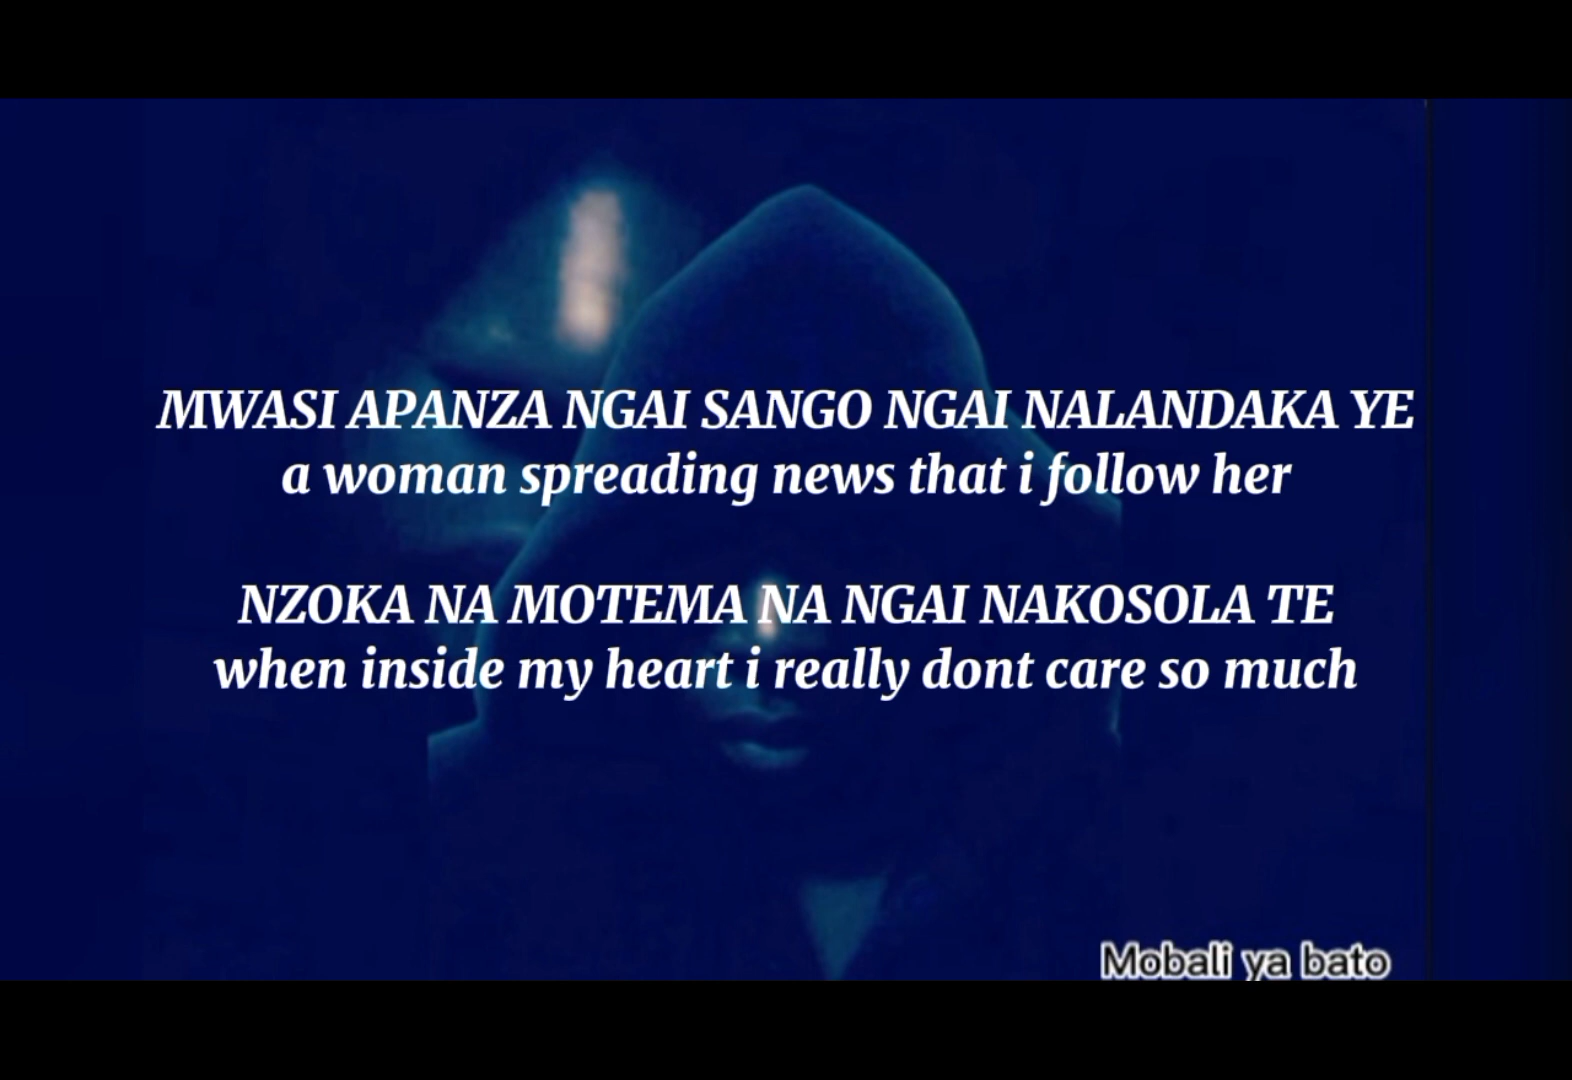 MWASI APANZA NGAI SANGO NGAI NALANDAKA YE
a woman spreading news that i follow her
NZOKA NA MOTEMA NA NGAI NAKOSOLA TE
when inside my heart i really dont care so much
Mobali ya bato